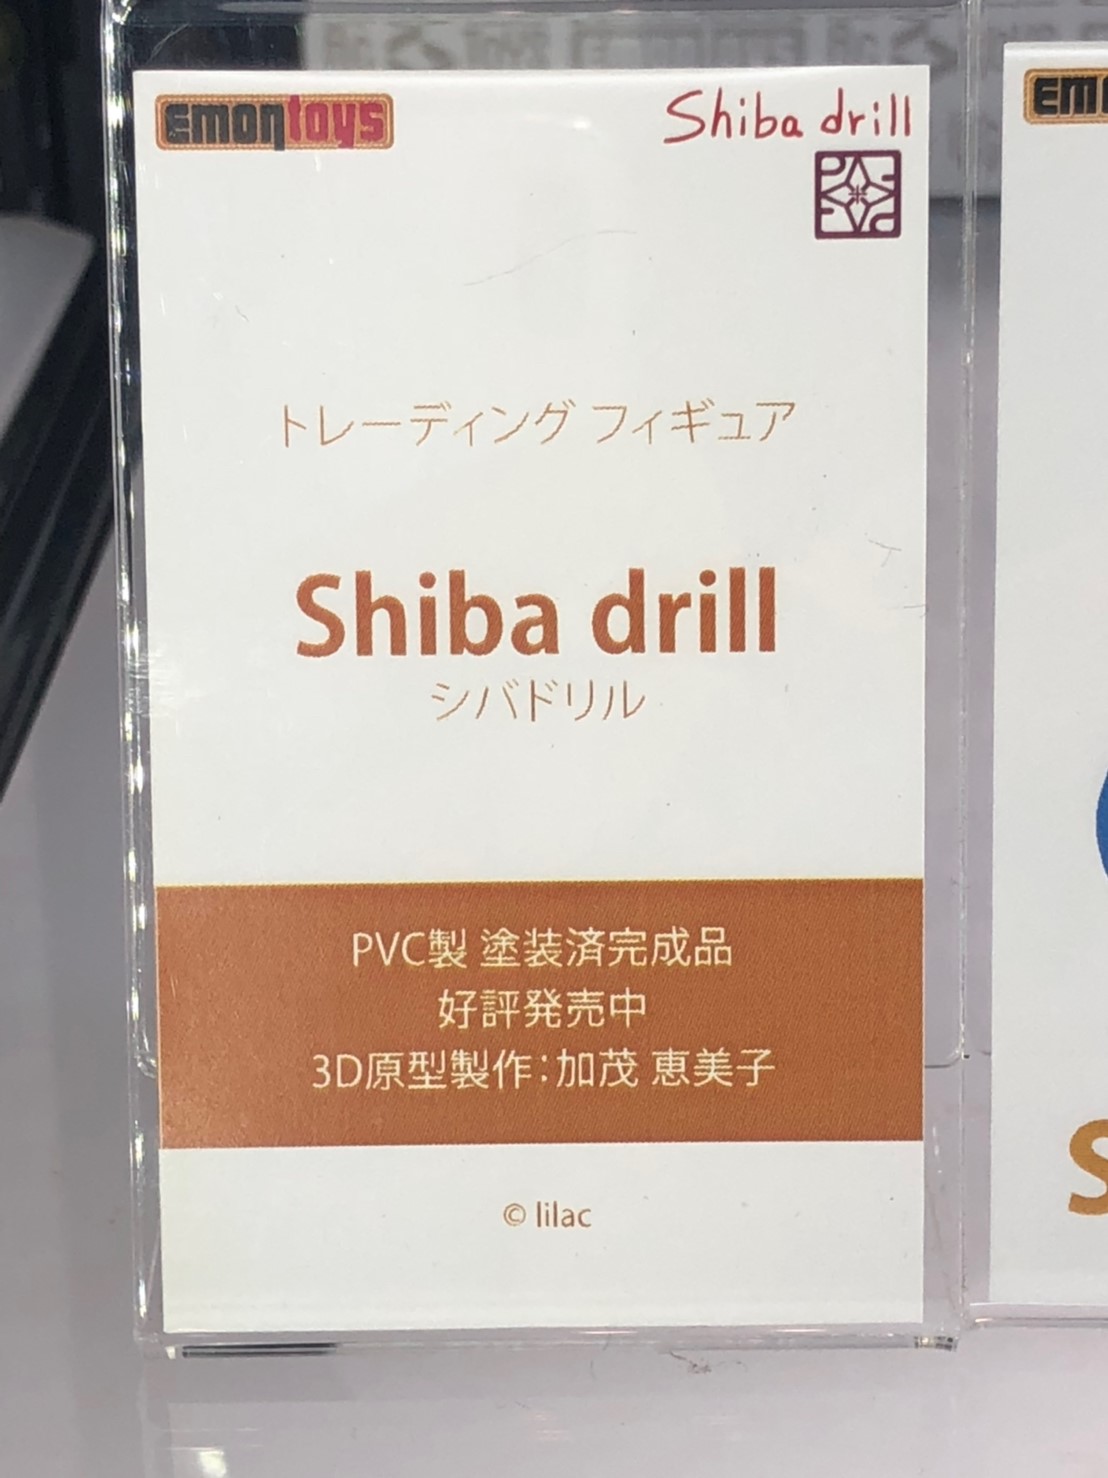 emontoys
Shiba drill
トレーディング フィギュア
Shiba drill
シバドリル
PVC製 塗装済完成品
好評発売中
3D原型製作：加茂 恵美子
© lilac